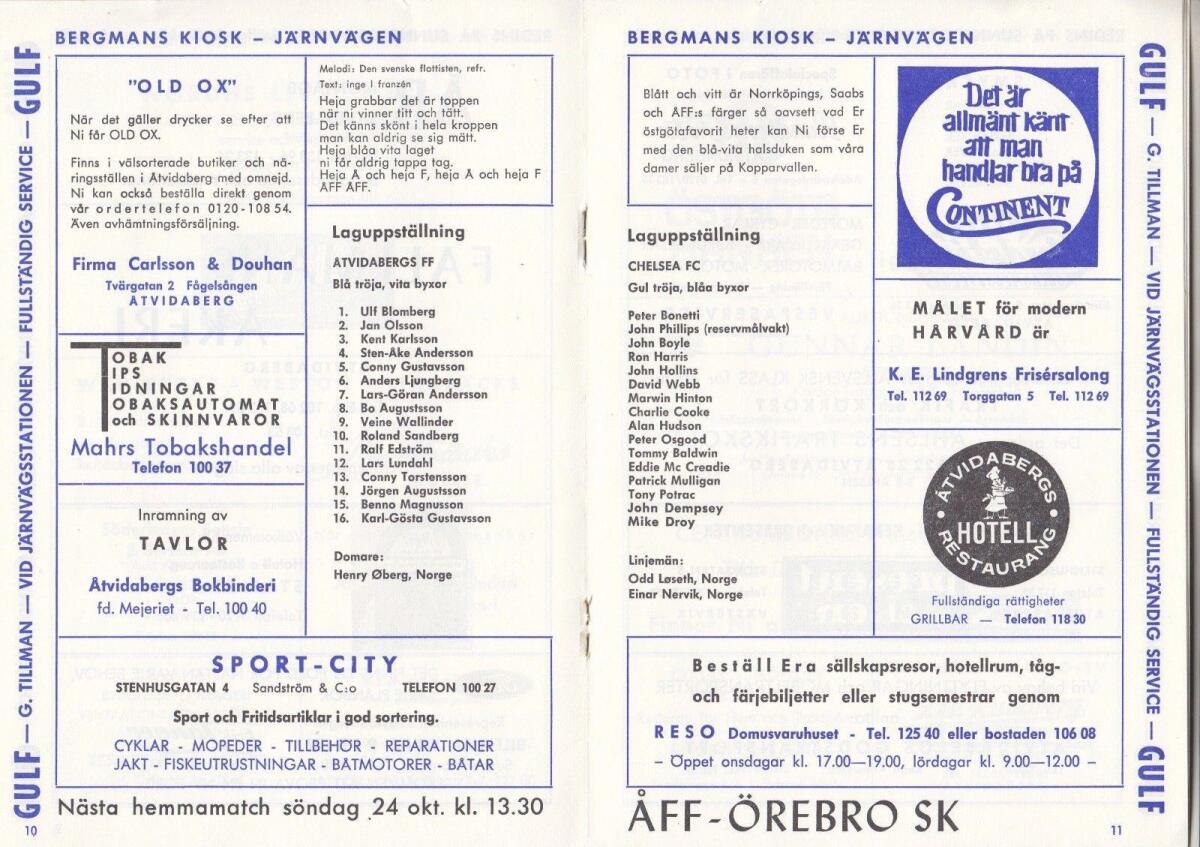 BERGMANS KIOSK – JÄRNVÄGEN
GULF — G. TILLMAN — VID JÄRNVÄGSSTATIONEN — FULLSTÄNDIG SERVICE — GULF
"OLD OX"
När det gäller drycker se efter att
Ni får OLD OX.
Finns i välsorterade butiker och nä-
ringsställen i Åtvidaberg med omnejd.
Ni kan också beställa direkt genom
vår ordertelefon 0120-108 54.
Även avhämtningsförsäljning.
Firma Carlsson & Douhan
Tvärgatan 2 Fågelsången
ÅTVIDABERG
TOBAK
TIPS
TIDNINGAR
TOBAKSAUTOMAT
och SKINNVAROR
Mahrs Tobakshandel
Telefon 100 37
Inramning av
TAVLOR
Åtvidabergs Bokbinderi
fd. Mejeriet - Tel. 100 40
Melodi: Den svenske flottisten, refr.
Text: inge l frangän
Heja grabbar det är toppen
när ni vinner titt och tätt.
Det känns skönt i hela kroppen
man kan aldrig se sig mätt.
Heja blåa vita laget
ni får aldrig tappa tag.
Heja Å och heja F, heja Å och heja F
ÅFF ÅFF.
Laguppställning
ÅTVIDABERGS FF
Blå tröja, vita byxor
1. Ulf Blomberg
2. Jan Olsson
3. Kent Karlsson
4. Sten-Åke Andersson
5. Conny Gustavsson
6. Anders Ljungberg
7. Lars-Göran Andersson
8. Bo Augustsson
9. Veine Wallinder
10. Roland Sandberg
11. Ralf Edström
12. Lars Lundahl
13. Conny Torstensson
14. Jörgen Augustsson
15. Benno Magnusson
16. Karl-Gösta Gustavsson
Domare:
Henry Øberg, Norge
SPORT-CITY
STENHUSGATAN 4 Sandström & C:o TELEFON 100 27
Sport och Fritidsartiklar i god sortering.
CYKLAR - MOPEDER - TILLBEHÖR - REPARATIONER
JAKT - FISKEUTRUSTNINGAR - BÅTMOTORER - BÅTAR
Nästa hemmamatch söndag 24 okt. kl. 13.30
10
BERGMANS KIOSK – JÄRNVÄGEN
Blått och vitt är Norrköpings, Saabs
och ÅFF:s färger så oavsett vad Er
östgötafavorit heter kan Ni förse Er
med den blå-vita halsduken som våra
damer säljer på Kopparvallen.
Laguppställning
CHELSEA FC
Gul tröja, blåa byxor
Peter Bonetti
John Phillips (reservmålvakt)
John Boyle
Ron Harris
John Hollins
David Webb
Marwin Hinton
Charlie Cooke
Alan Hudson
Peter Osgood
Tommy Baldwin
Eddie Mc Creadie
Patrick Mulligan
Tony Potrac
John Dempsey
Mike Droy
Linjemän:
Odd Løseth, Norge
Einar Nervik, Norge
Det är
allmänt känt
att man
handlar bra på
CONTINENT
MÅLET för modern
HÅRVÅRD är
K. E. Lindgrens Frisérsalong
Tel. 112 69 Torggatan 5 Tel. 112 69
ÅTVIDABERGS
HOTELL
RESTAURANG
Fullständiga rättigheter
GRILLBAR — Telefon 118 30
Beställ Era sällskapsresor, hotellrum, tåg-
och färjebiljetter eller stugsemestrar genom
RESO Domusvaruhuset - Tel. 125 40 eller bostaden 106 08
– Öppet onsdagar kl. 17.00—19.00, lördagar kl. 9.00—12.00 –
ÅFF-ÖREBRO SK
11
GULF — G. TILLMAN — VID JÄRNVÄGSSTATIONEN — FULLSTÄNDIG SERVICE — GULF